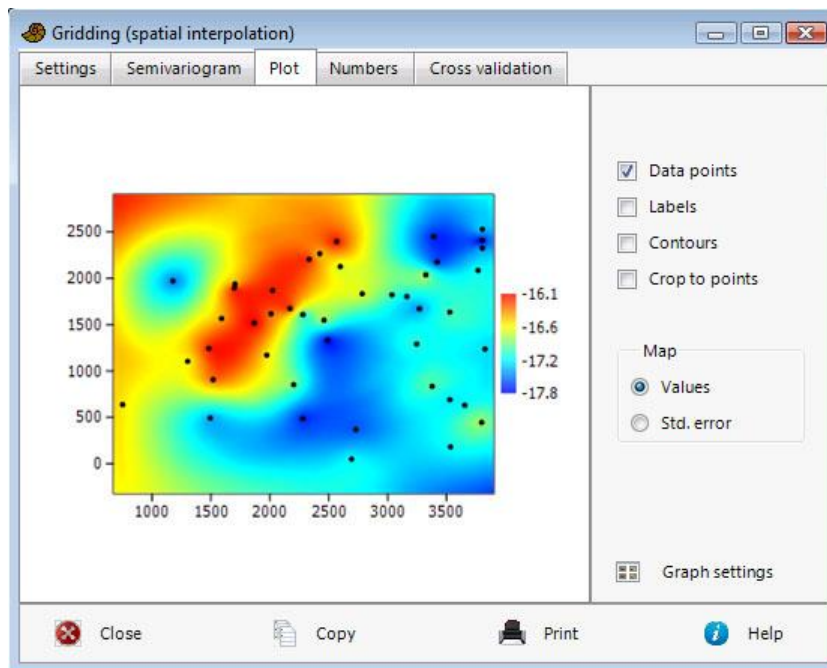 Gridding (spatial interpolation)
Settings Semivariogram Plot Numbers Cross validation
Data points
Labels
Contours
Crop to points
Map
Values
Std. error
2500
2000
1500
1000
500
0
1000 1500 2000 2500 3000 3500
-16.1
-16.6
-17.2
-17.8
Graph settings
Close Copy Print Help